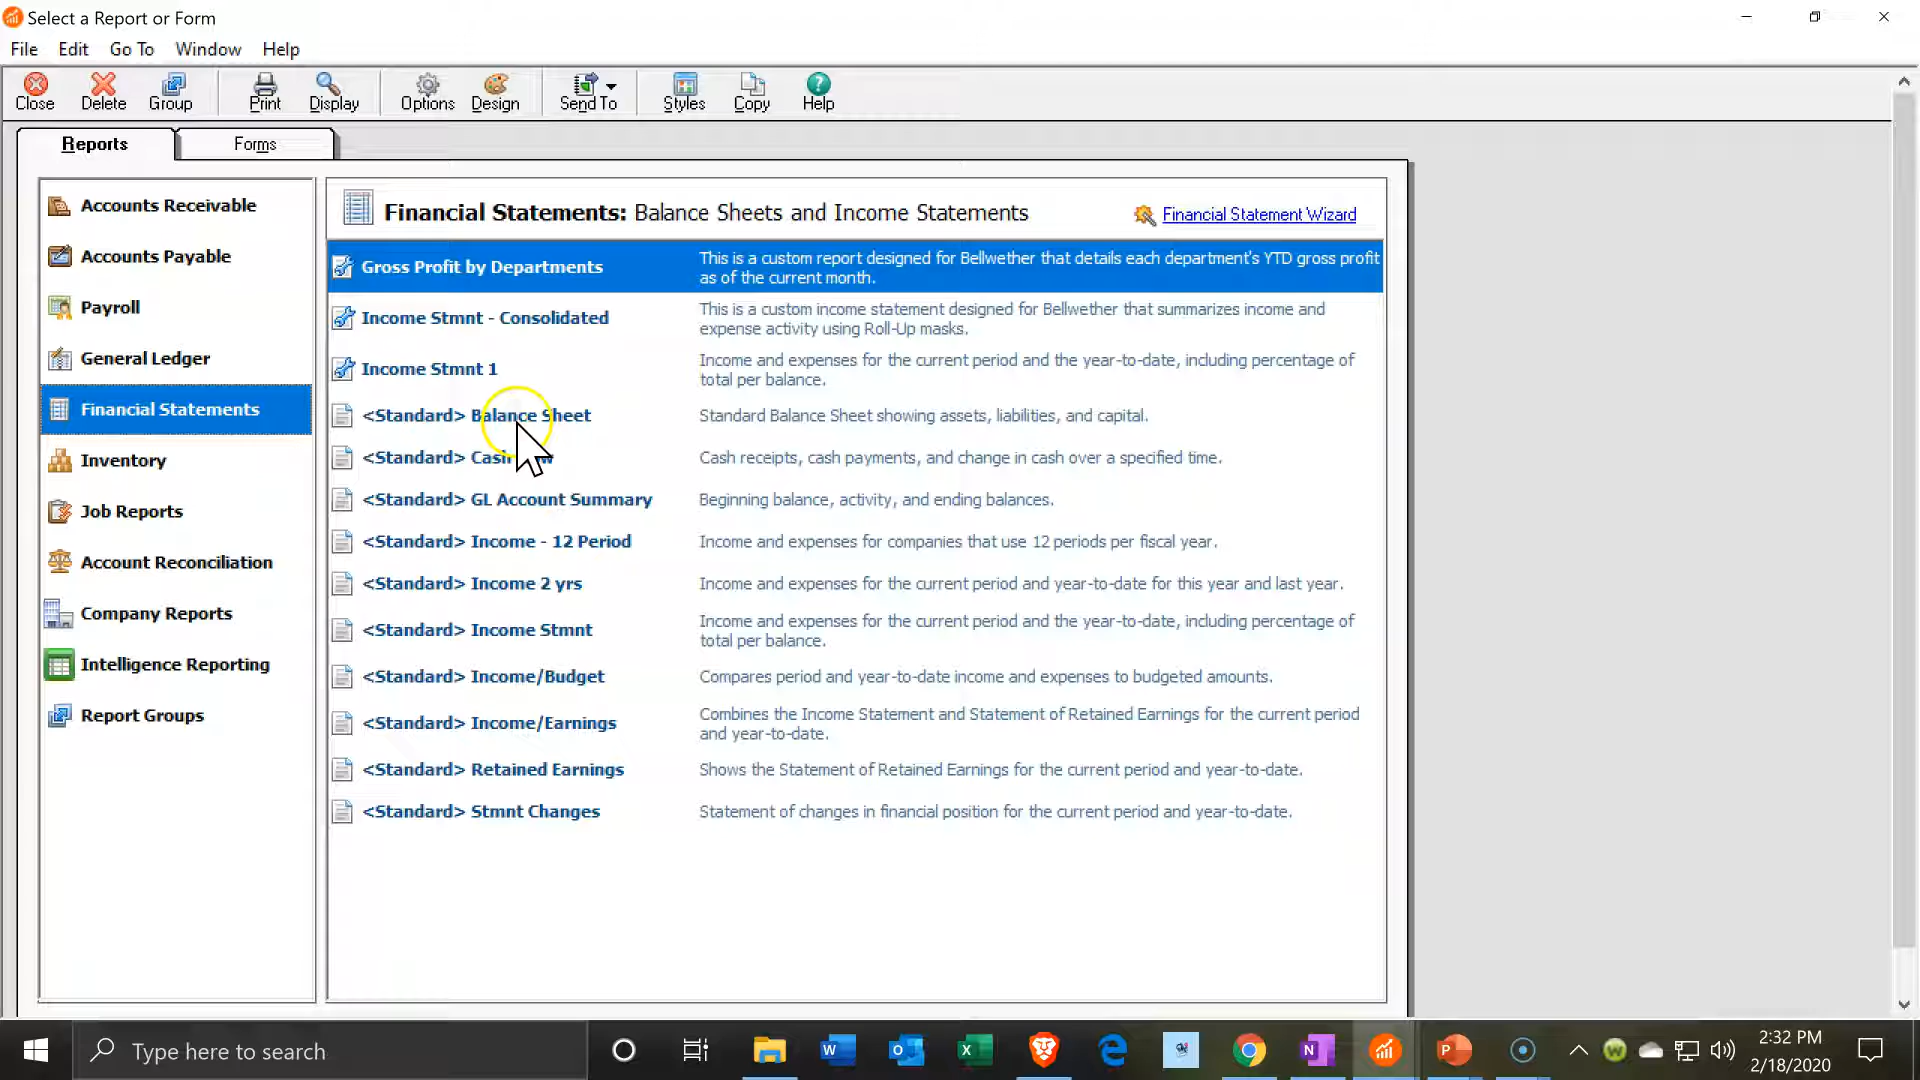 Select a Report or Form
File Edit Go To Window Help
Close Delete Group Print Display Options Design Send To Styles Copy Help
Reports Forms
Accounts Receivable
Accounts Payable
Payroll
General Ledger
Financial Statements
Inventory
Job Reports
Account Reconciliation
Company Reports
Intelligence Reporting
Report Groups
Financial Statements: Balance Sheets and Income Statements
Financial Statement Wizard
Gross Profit by Departments
This is a custom report designed for Bellwether that details each department's YTD gross profit
as of the current month.
Income Stmnt - Consolidated
This is a custom income statement designed for Bellwether that summarizes income and
expense activity using Roll-Up masks.
Income Stmnt 1
Income and expenses for the current period and the year-to-date, including percentage of
total per balance.
<Standard> Balance Sheet
Standard Balance Sheet showing assets, liabilities, and capital.
<Standard> Cash
Cash receipts, cash payments, and change in cash over a specified time.
<Standard> GL Account Summary
Beginning balance, activity, and ending balances.
<Standard> Income - 12 Period
Income and expenses for companies that use 12 periods per fiscal year.
<Standard> Income 2 yrs
Income and expenses for the current period and year-to-date for this year and last year.
<Standard> Income Stmnt
Income and expenses for the current period and the year-to-date, including percentage of
total per balance.
<Standard> Income/Budget
Compares period and year-to-date income and expenses to budgeted amounts.
<Standard> Income/Earnings
Combines the Income Statement and Statement of Retained Earnings for the current period
and year-to-date.
<Standard> Retained Earnings
Shows the Statement of Retained Earnings for the current period and year-to-date.
<Standard> Stmnt Changes
Statement of changes in financial position for the current period and year-to-date.
Type here to search
2:32 PM
2/18/2020